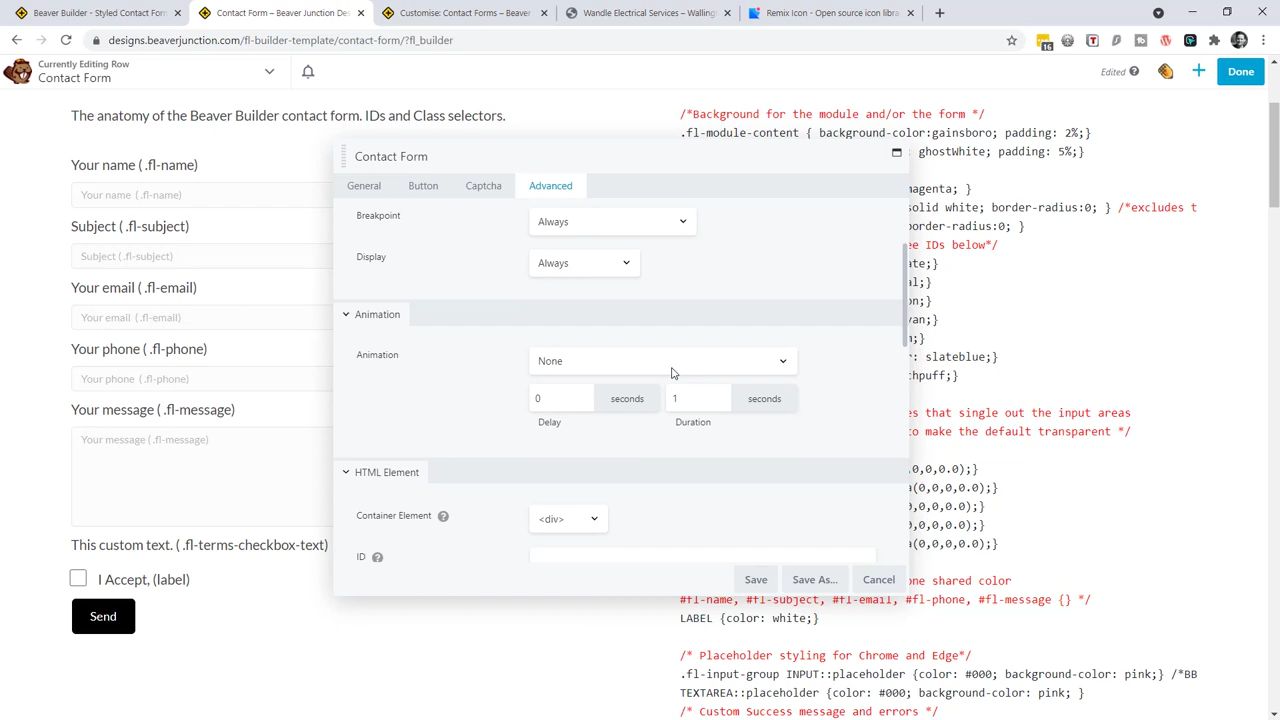 Beaver Builder - Styled Contact Form
Contact Form – Beaver Junction Des
Customise: Contact Forms – Beaver
Wandle Electrical Services – Walling
Remix Icon - Open source icon libra
designs.beaverjunction.com/fl-builder-template/contact-form/?fl_builder
16
Currently Editing Row
Contact Form
Edited
Done
The anatomy of the Beaver Builder contact form. IDs and Class selectors.
Your name ( .fl-name)
Your name ( .fl-name)
Subject ( .fl-subject)
Subject ( .fl-subject)
Your email ( .fl-email)
Your email ( .fl-email)
Your phone ( .fl-phone)
Your phone ( .fl-phone)
Your message ( .fl-message)
Your message ( .fl-message)
This custom text. ( .fl-terms-checkbox-text)
I Accept, (label)
Send
Contact Form
General
Button
Captcha
Advanced
Breakpoint
Always
Display
Always
Animation
Animation
None
0 seconds
1 seconds
Delay
Duration
HTML Element
Container Element
<div>
ID
Save
Save As...
Cancel
/*Background for the module and/or the form */
.fl-module-content { background-color:gainsboro; padding: 2%;}
ghostWhite; padding: 5%;}
magenta; }
solid white; border-radius:0; } /*excludes t
border-radius:0; }
ee IDs below*/
ate;}
al;}
on;}
yan;}
m;}
r: slateblue;}
chpuff;}
es that single out the input areas
to make the default transparent */
(0,0,0,0.0);}
a(0,0,0,0.0);}
(0,0,0,0.0);}
a(0,0,0,0.0);}
a(0,0,0,0.0);}
one shared color
#fl-name, #fl-subject, #fl-email, #fl-phone, #fl-message {} */
LABEL {color: white;}
/* Placeholder styling for Chrome and Edge*/
.fl-input-group INPUT::placeholder {color: #000; background-color: pink;} /*BB
TEXTAREA::placeholder {color: #000; background-color: pink; }
/* Custom Success message and errors */